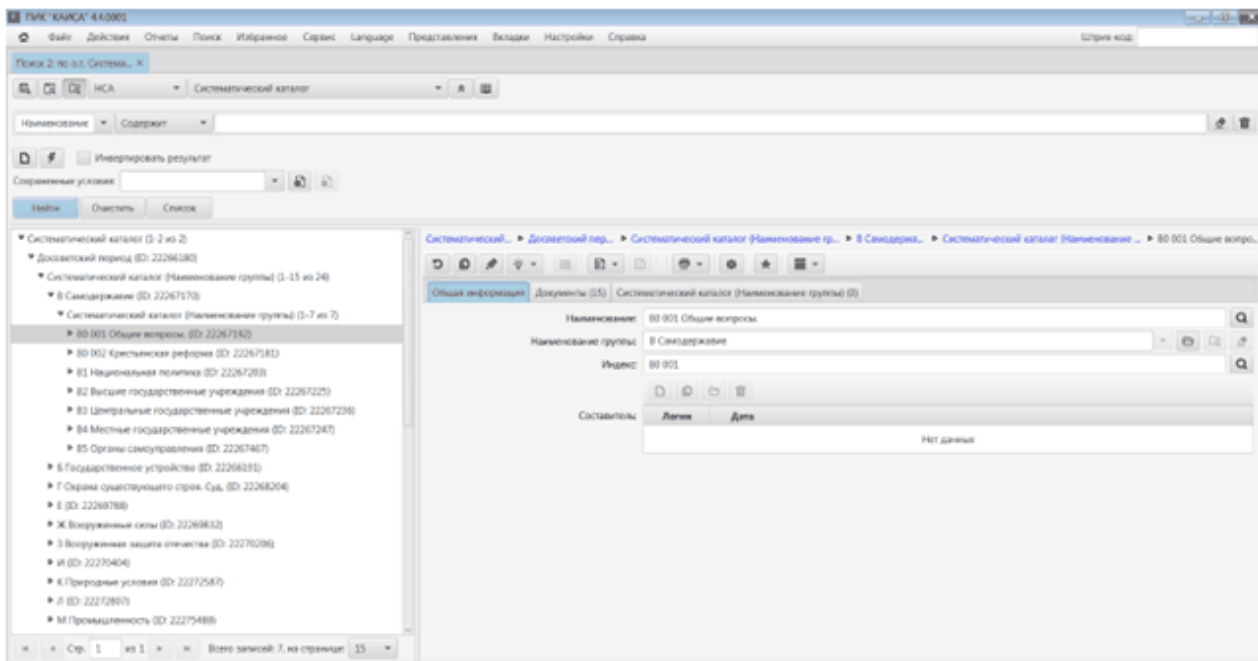 ПИК "КАИСА" 4.4.0001
Файл Действия Отчеты Поиск Избранное Сервис Language Представления Вкладки Настройки Справка Штрих-код:
Поиск 2: по о.т. Система... ×
НСА Систематический каталог
Наименование Содержит
Инвертировать результат
Сохраненные условия:
Найти Очистить Список
Систематический каталог (1-2 из 2)
Досоветский период (ID: 22266180)
Систематический каталог (Наименование группы) (1-15 из 24)
В Самодержавие (ID: 22267170)
Систематический каталог (Наименование группы) (1-7 из 7)
В0 001 Общие вопросы. (ID: 22267192)
В0 002 Крестьянская реформа (ID: 22267181)
В1 Национальная политика (ID: 22267203)
В2 Высшие государственные учреждения (ID: 22267225)
В3 Центральные государственные учреждения (ID: 22267236)
В4 Местные государственные учреждения (ID: 22267247)
В5 Органы самоуправления (ID: 22267467)
Б Государственное устройство (ID: 22266191)
Г Охрана существующего строя. Суд. (ID: 22268204)
Е (ID: 22269788)
Ж Вооруженные силы (ID: 22269832)
З Вооруженная защита отечества (ID: 22270206)
И (ID: 22270404)
К Природные условия (ID: 22272587)
Л (ID: 22272807)
М Промышленность (ID: 22275489)
Стр. 1 из 1 Всего записей: 7, на странице: 15
Систематический... Досоветский пер... Систематический каталог (Наименование гр... В Самодержа... Систематический каталог (Наименование ... В0 001 Общие вопро...
Общая информация Документы (15) Систематический каталог (Наименование группы) (0)
Наименование: В0 001 Общие вопросы.
Наименование группы: В Самодержавие
Индекс: В0 001
Составитель: Логин Дата
Нет данных